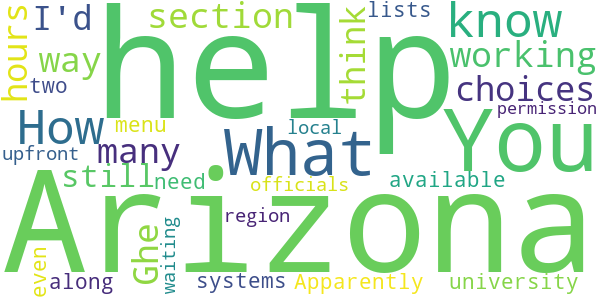 hours
I'd
help
section
think
lists
know
way
two
working
choices
permission
How
menu
What
local
You
many
upfront
still
need
officials
available
Arizona
Ghe
waiting
region
even
along
systems
Apparently
university